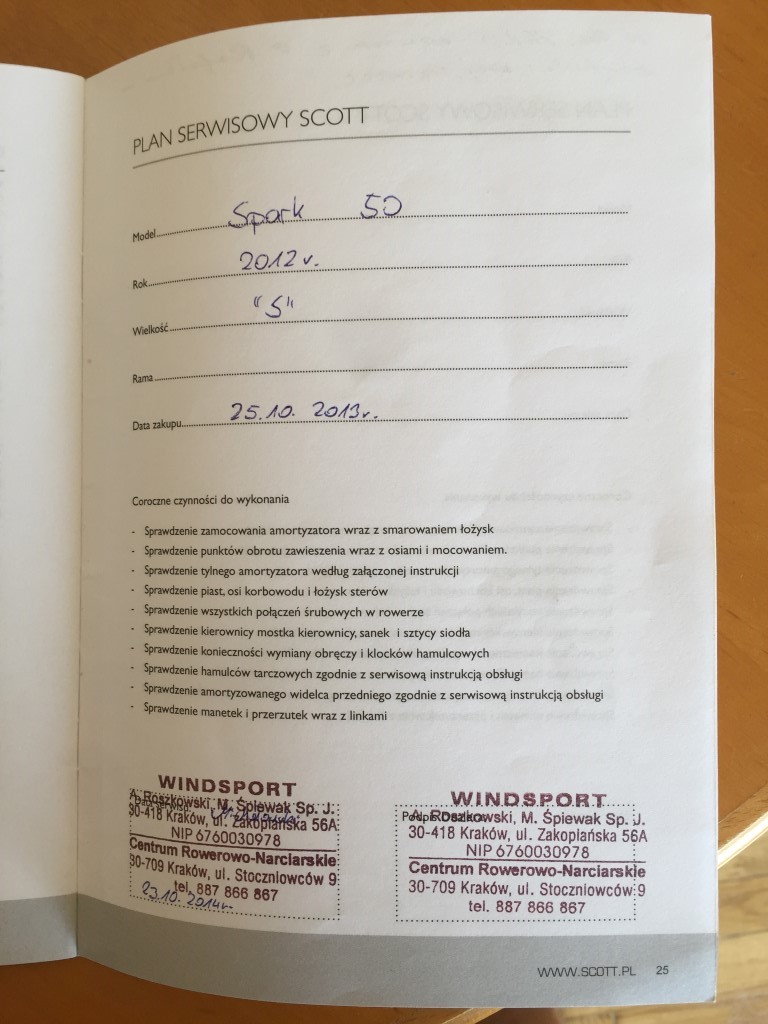 PLAN SERWISOWY SCOTT
Model Spark 50
Rok 2012 r.
Wielkość "S"
Rama
Data zakupu 25.10. 2013r.
Coroczne czynności do wykonania
- Sprawdzenie zamocowania amortyzatora wraz z smarowaniem łożysk
- Sprawdzenie punktów obrotu zawieszenia wraz z osiami i mocowaniem.
- Sprawdzenie tylnego amortyzatora według załączonej instrukcji
- Sprawdzenie piast, osi korbowodu i łożysk sterów
- Sprawdzenie wszystkich połączeń śrubowych w rowerze
- Sprawdzenie kierownicy mostka kierownicy, sanek i sztycy siodła
- Sprawdzenie konieczności wymiany obręczy i klocków hamulcowych
- Sprawdzenie hamulców tarczowych zgodnie z serwisową instrukcją obsługi
- Sprawdzenie amortyzowanego widelca przedniego zgodnie z serwisową instrukcją obsługi
- Sprawdzenie manetek i przerzutek wraz z linkami
WINDSPORT
A. Roszkowski, M. Śpiewak Sp. J.
30-418 Kraków, ul. Zakopiańska 56A
NIP 6760030978
Centrum Rowerowo-Narciarskie
30-709 Kraków, ul. Stoczniowców 9
tel. 887 866 867
23.10. 2014r.
WINDSPORT
A. Roszkowski, M. Śpiewak Sp. J.
30-418 Kraków, ul. Zakopiańska 56A
NIP 6760030978
Centrum Rowerowo-Narciarskie
30-709 Kraków, ul. Stoczniowców 9
tel. 887 866 867
WWW.SCOTT.PL 25